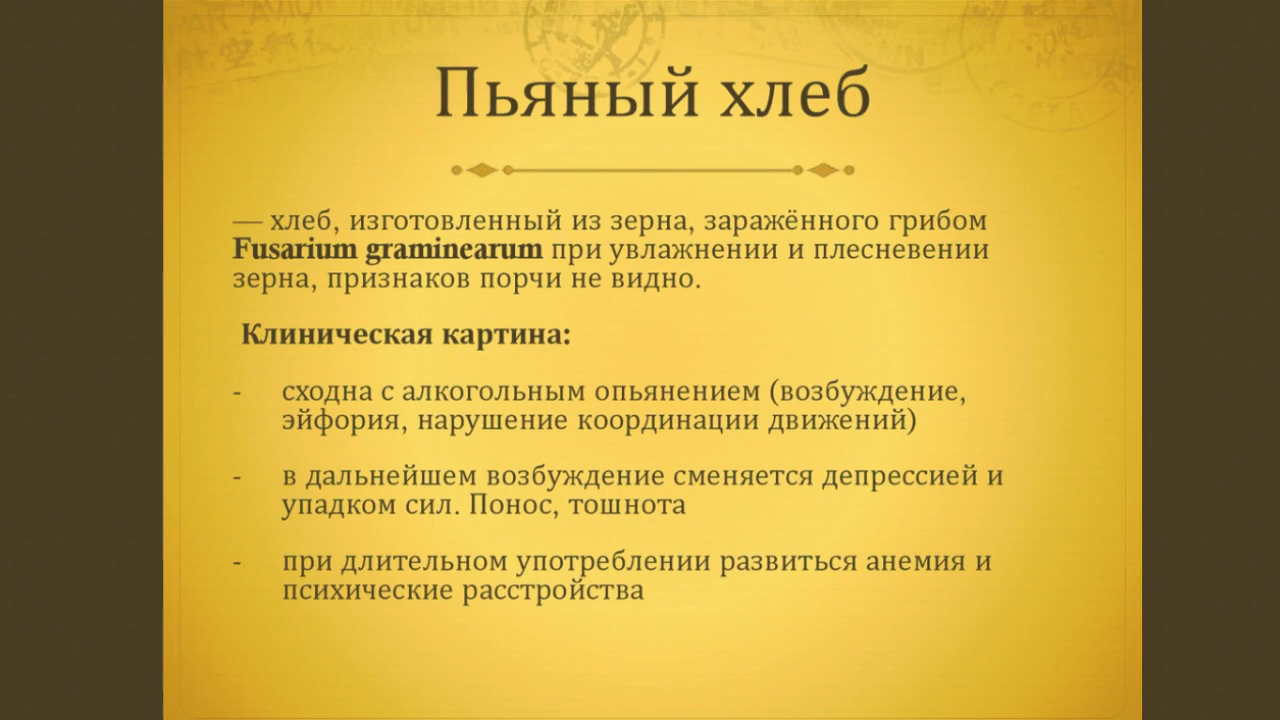 Пьяный хлеб
— хлеб, изготовленный из зерна, заражённого грибом
Fusarium graminearum при увлажнении и плесневении
зерна, признаков порчи не видно.
Клиническая картина:
- сходна с алкогольным опьянением (возбуждение,
эйфория, нарушение координации движений)
- в дальнейшем возбуждение сменяется депрессией и
упадком сил. Понос, тошнота
- при длительном употреблении развиться анемия и
психические расстройства